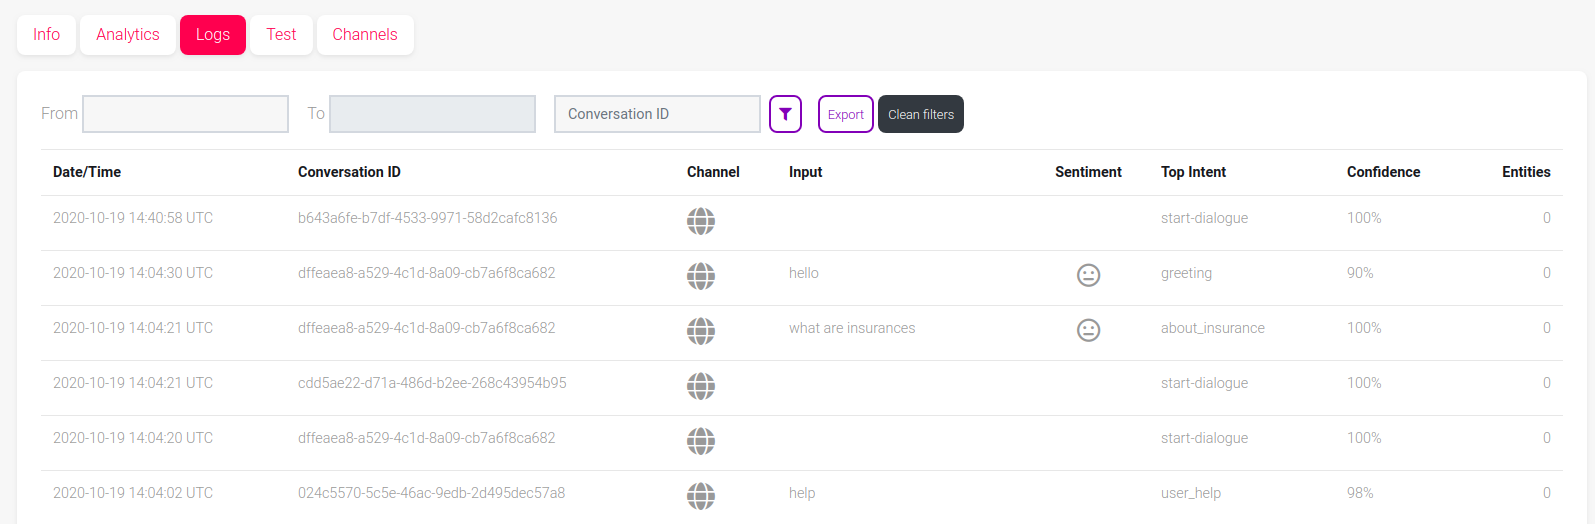 Info Analytics Logs Test Channels
From To Conversation ID Export Clean filters
Date/Time Conversation ID Channel Input Sentiment Top Intent Confidence Entities
2020-10-19 14:40:58 UTC b643a6fe-b7df-4533-9971-58d2cafc8136 start-dialogue 100% 0
2020-10-19 14:04:30 UTC dffeaea8-a529-4c1d-8a09-cb7a6f8ca682 hello greeting 90% 0
2020-10-19 14:04:21 UTC dffeaea8-a529-4c1d-8a09-cb7a6f8ca682 what are insurances about_insurance 100% 0
2020-10-19 14:04:21 UTC cdd5ae22-d71a-486d-b2ee-268c43954b95 start-dialogue 100% 0
2020-10-19 14:04:20 UTC dffeaea8-a529-4c1d-8a09-cb7a6f8ca682 start-dialogue 100% 0
2020-10-19 14:04:02 UTC 024c5570-5c5e-46ac-9edb-2d495dec57a8 help user_help 98% 0